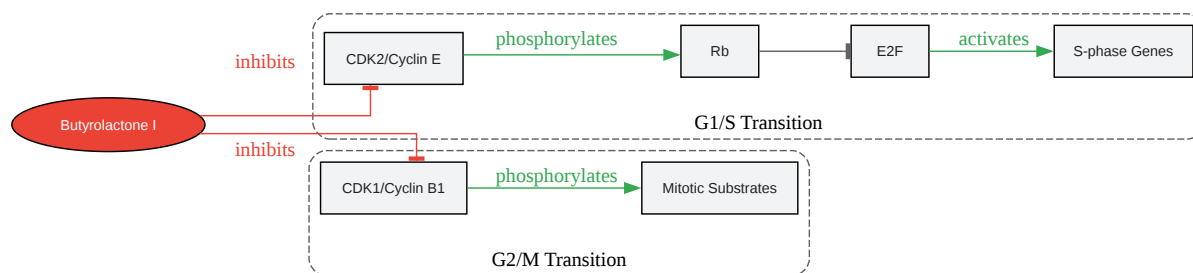 phosphorylates
activates
CDK2/Cyclin E
Rb
E2F
S-phase Genes
inhibits
G1/S Transition
Butyrolactone I
inhibits
phosphorylates
CDK1/Cyclin B1
Mitotic Substrates
G2/M Transition